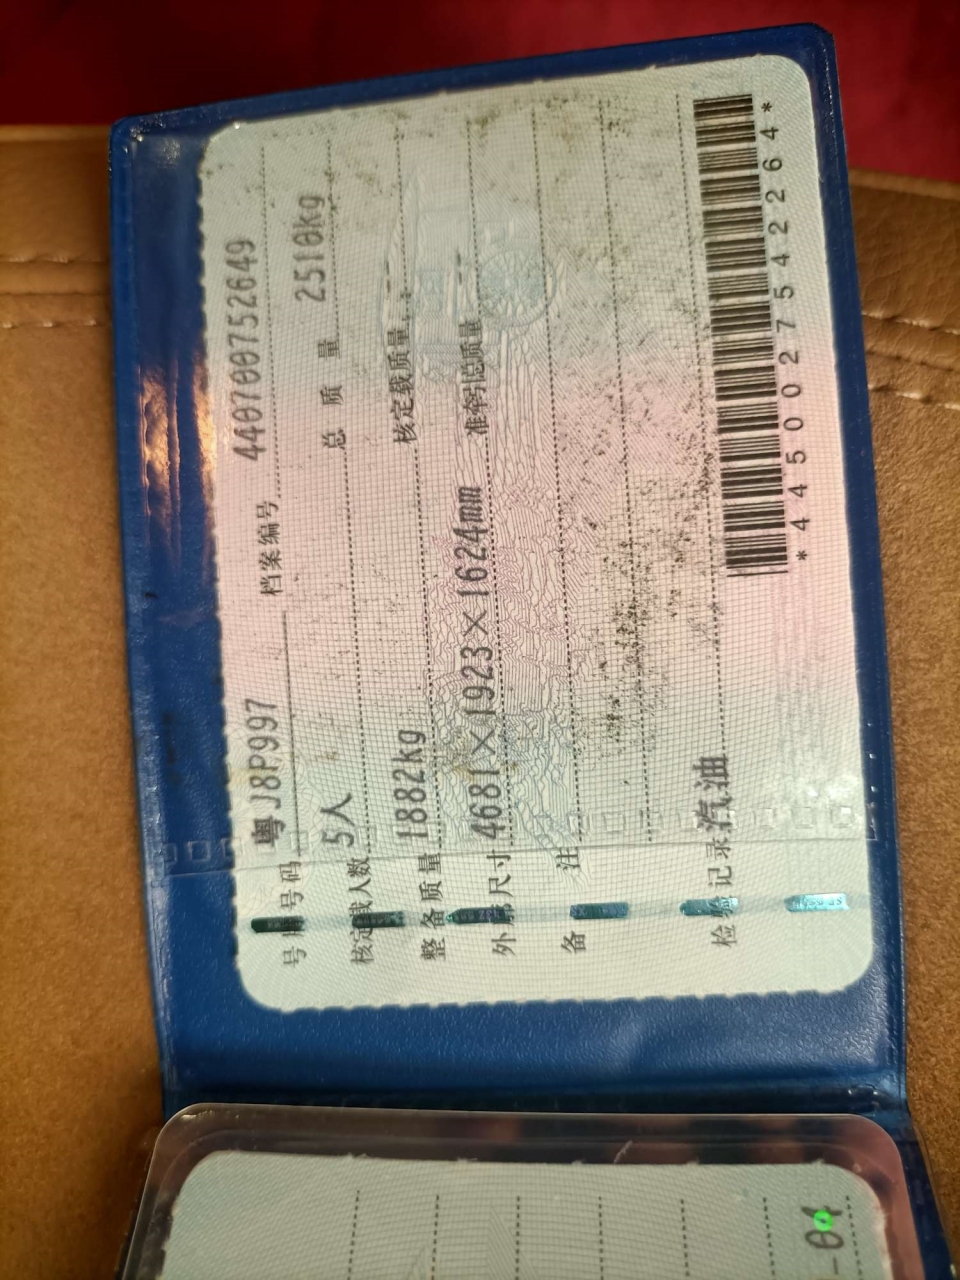 号牌号码 粤J8P997 档案编号 440700752649
核定载人数 5人 总质量 2510kg
整备质量 1882kg 核定载质量 --
外廓尺寸 4681×1923×1624mm 准牵引总质量 --
备注
检验记录 汽油
*4450027542264*